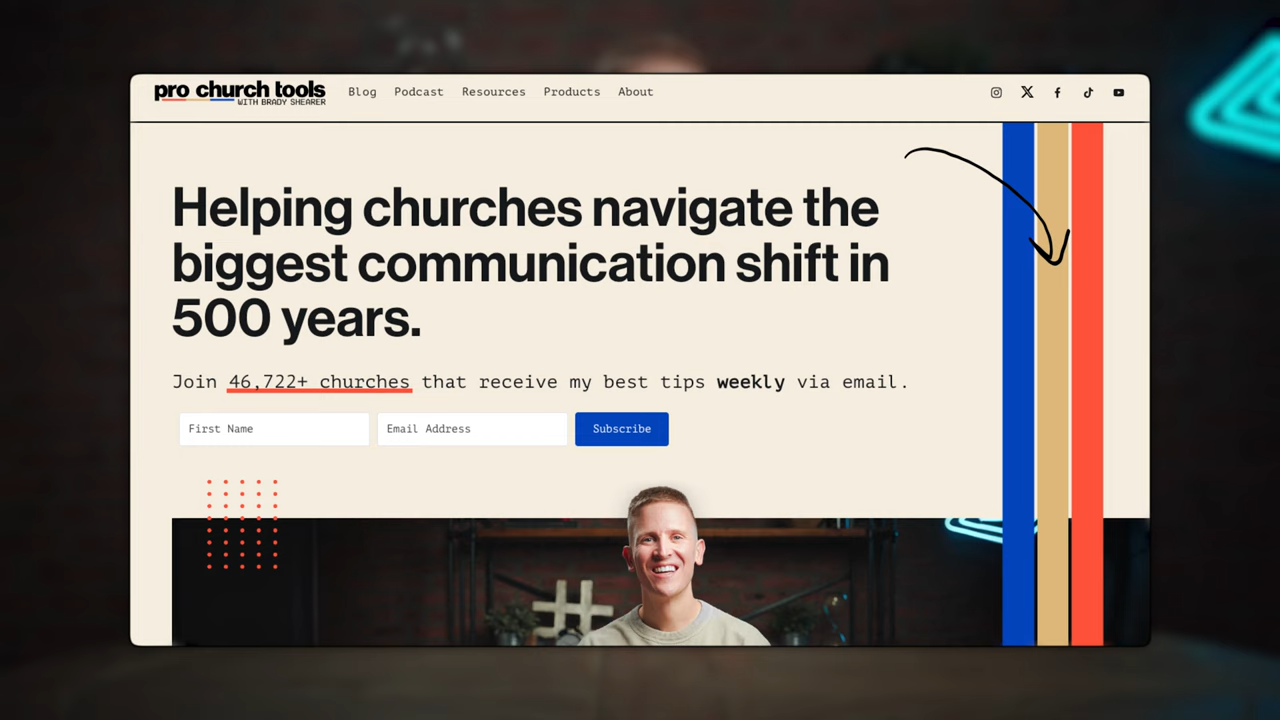 pro church tools
WITH BRADY SHEARER
Blog Podcast Resources Products About
Helping churches navigate the
biggest communication shift in
500 years.
Join 46,722+ churches that receive my best tips weekly via email.
First Name Email Address Subscribe